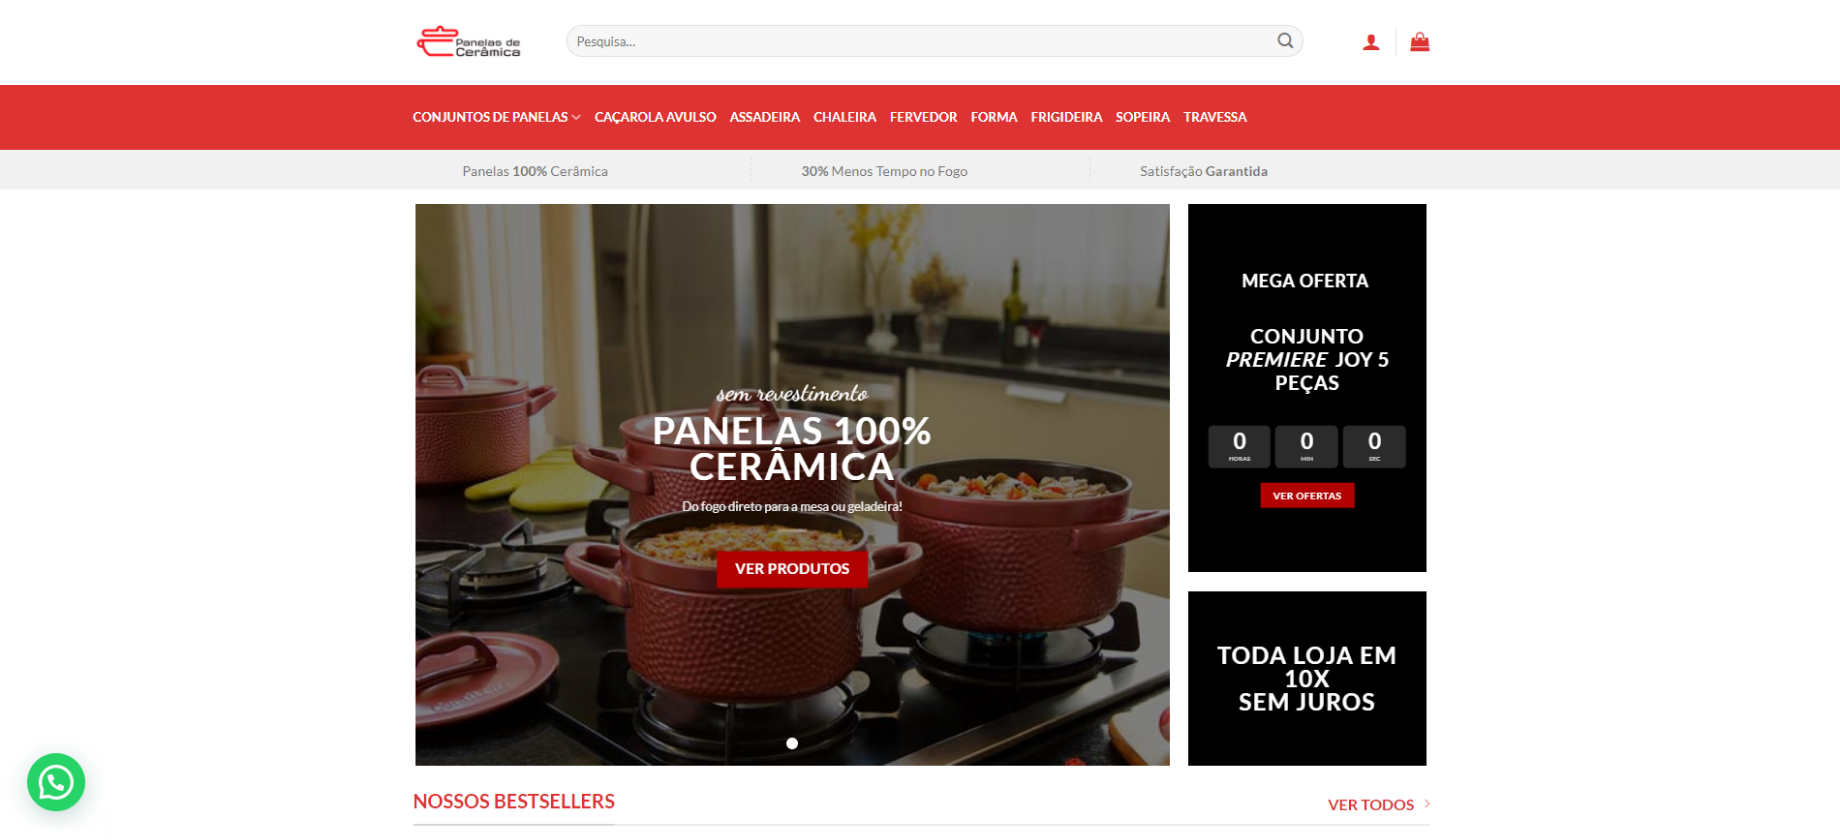 Panelas de
Cerâmica
Pesquisa...
CONJUNTOS DE PANELAS CAÇAROLA AVULSO ASSADEIRA CHALEIRA FERVEDOR FORMA FRIGIDEIRA SOPEIRA TRAVESSA
Panelas 100% Cerâmica
30% Menos Tempo no Fogo
Satisfação Garantida
sem revestimento
PANELAS 100%
CERÂMICA
Do fogo direto para a mesa ou geladeira!
VER PRODUTOS
MEGA OFERTA
CONJUNTO
PREMIERE JOY 5
PEÇAS
0 0 0
HORAS MIN SEC
VER OFERTAS
TODA LOJA EM
10X
SEM JUROS
NOSSOS BESTSELLERS
VER TODOS